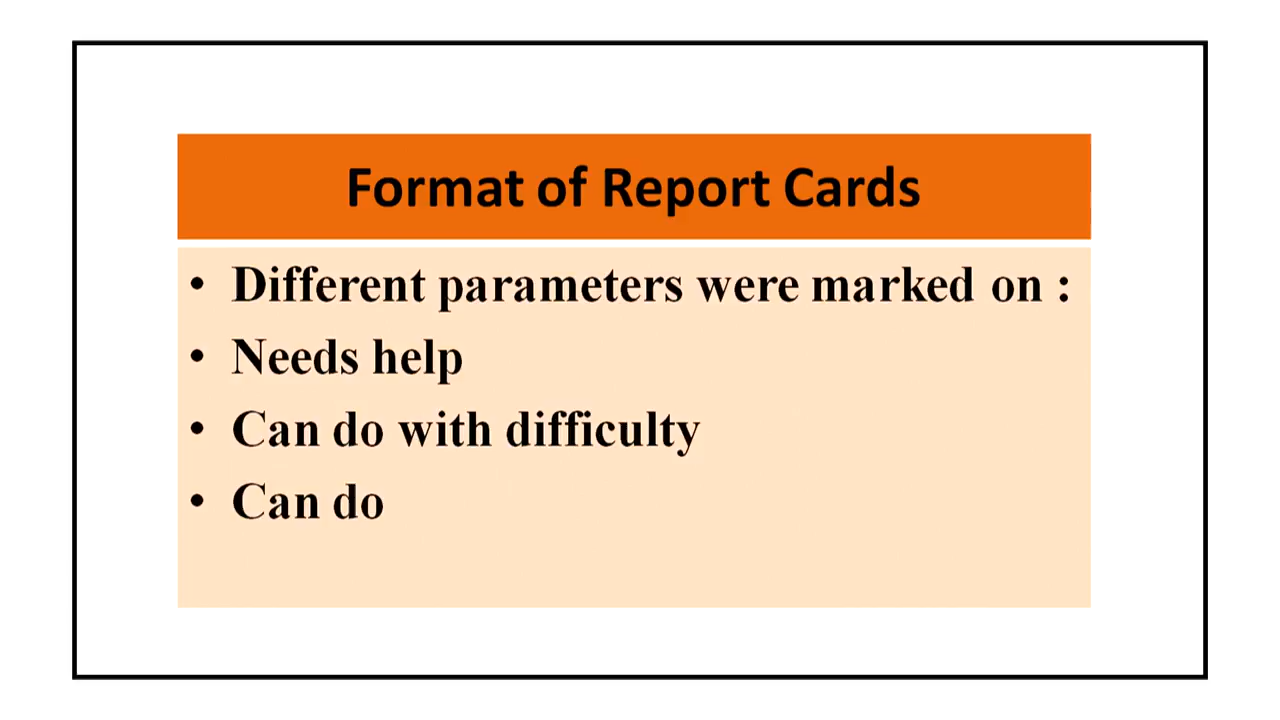 Format of Report Cards
• Different parameters were marked on :
• Needs help
• Can do with difficulty
• Can do